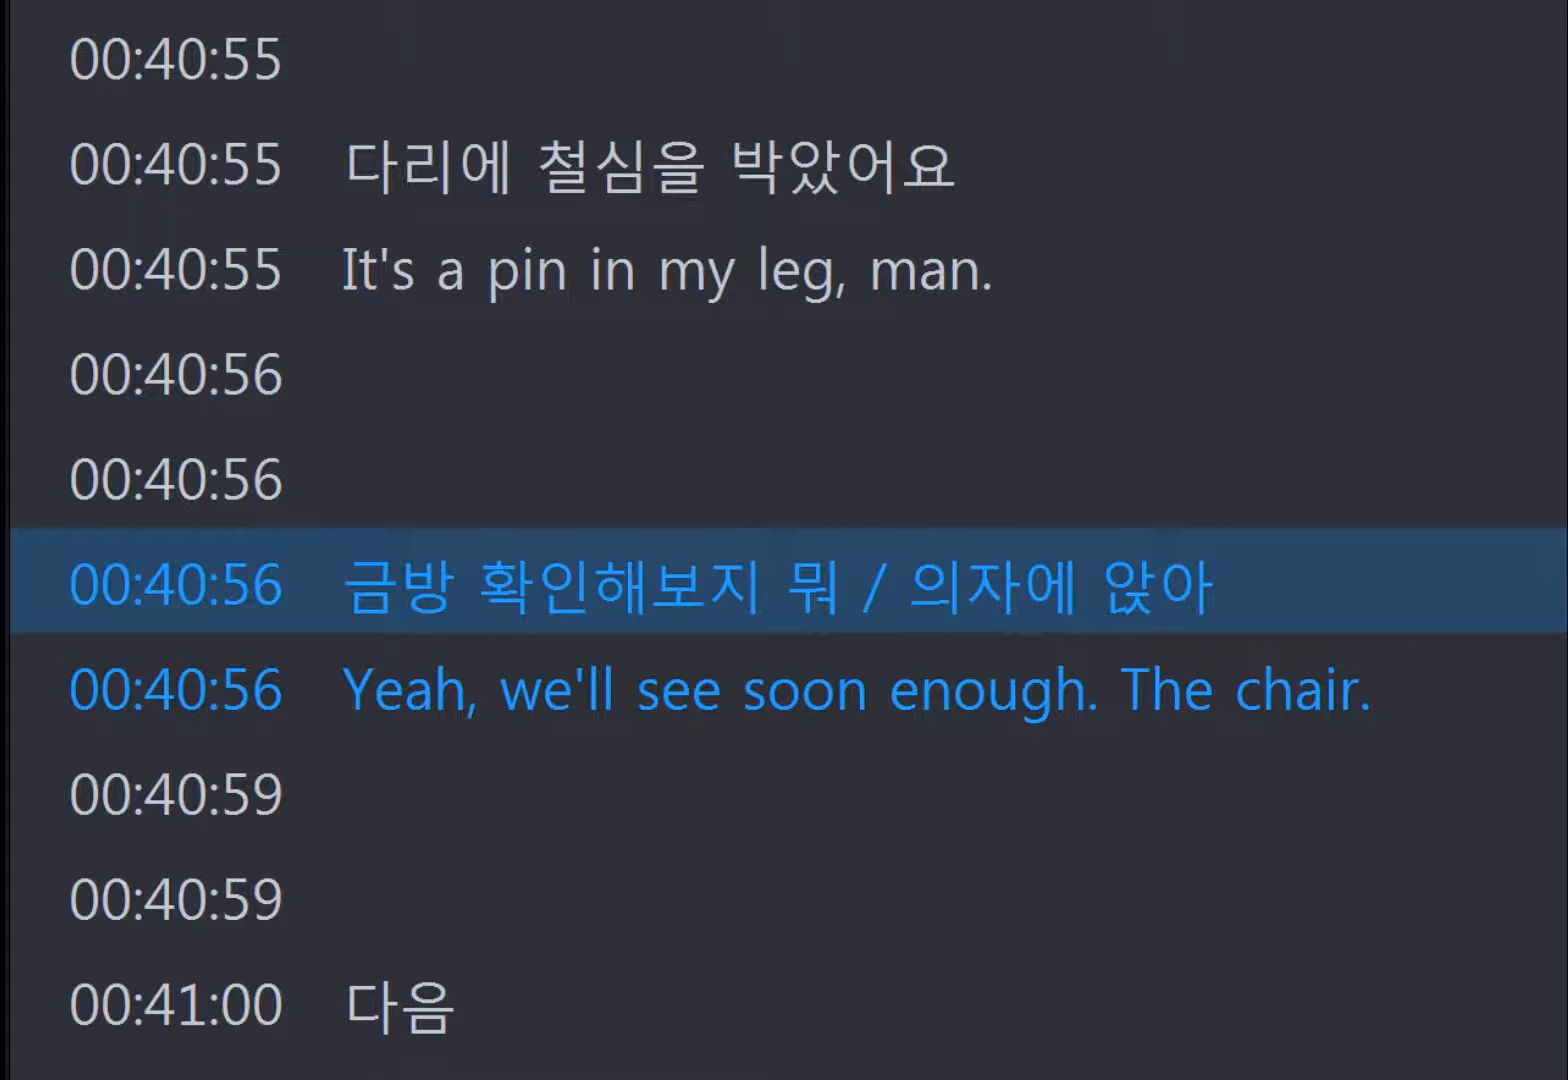 00:40:55
00:40:55 다리에 철심을 박았어요
00:40:55 It's a pin in my leg, man.
00:40:56
00:40:56
00:40:56 금방 확인해보지 뭐 / 의자에 앉아
00:40:56 Yeah, we'll see soon enough. The chair.
00:40:59
00:40:59
00:41:00 다음